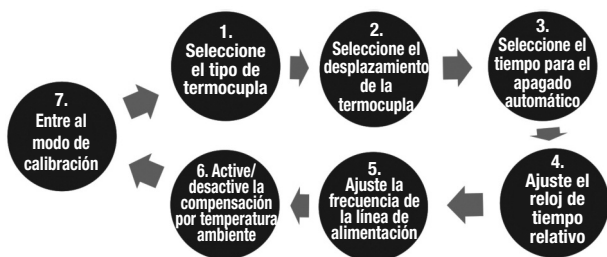 1.
Seleccione
el tipo de
termocupla
2.
Seleccione el
desplazamiento
de la
termocupla
3.
Seleccione el
tiempo para el
apagado
automático
4.
Ajuste el
reloj de
tiempo
relativo
5.
Ajuste la
frecuencia de
la línea de
alimentación
6. Active/
desactive la
compensación
por temperatura
ambiente
7.
Entre al
modo de
calibración